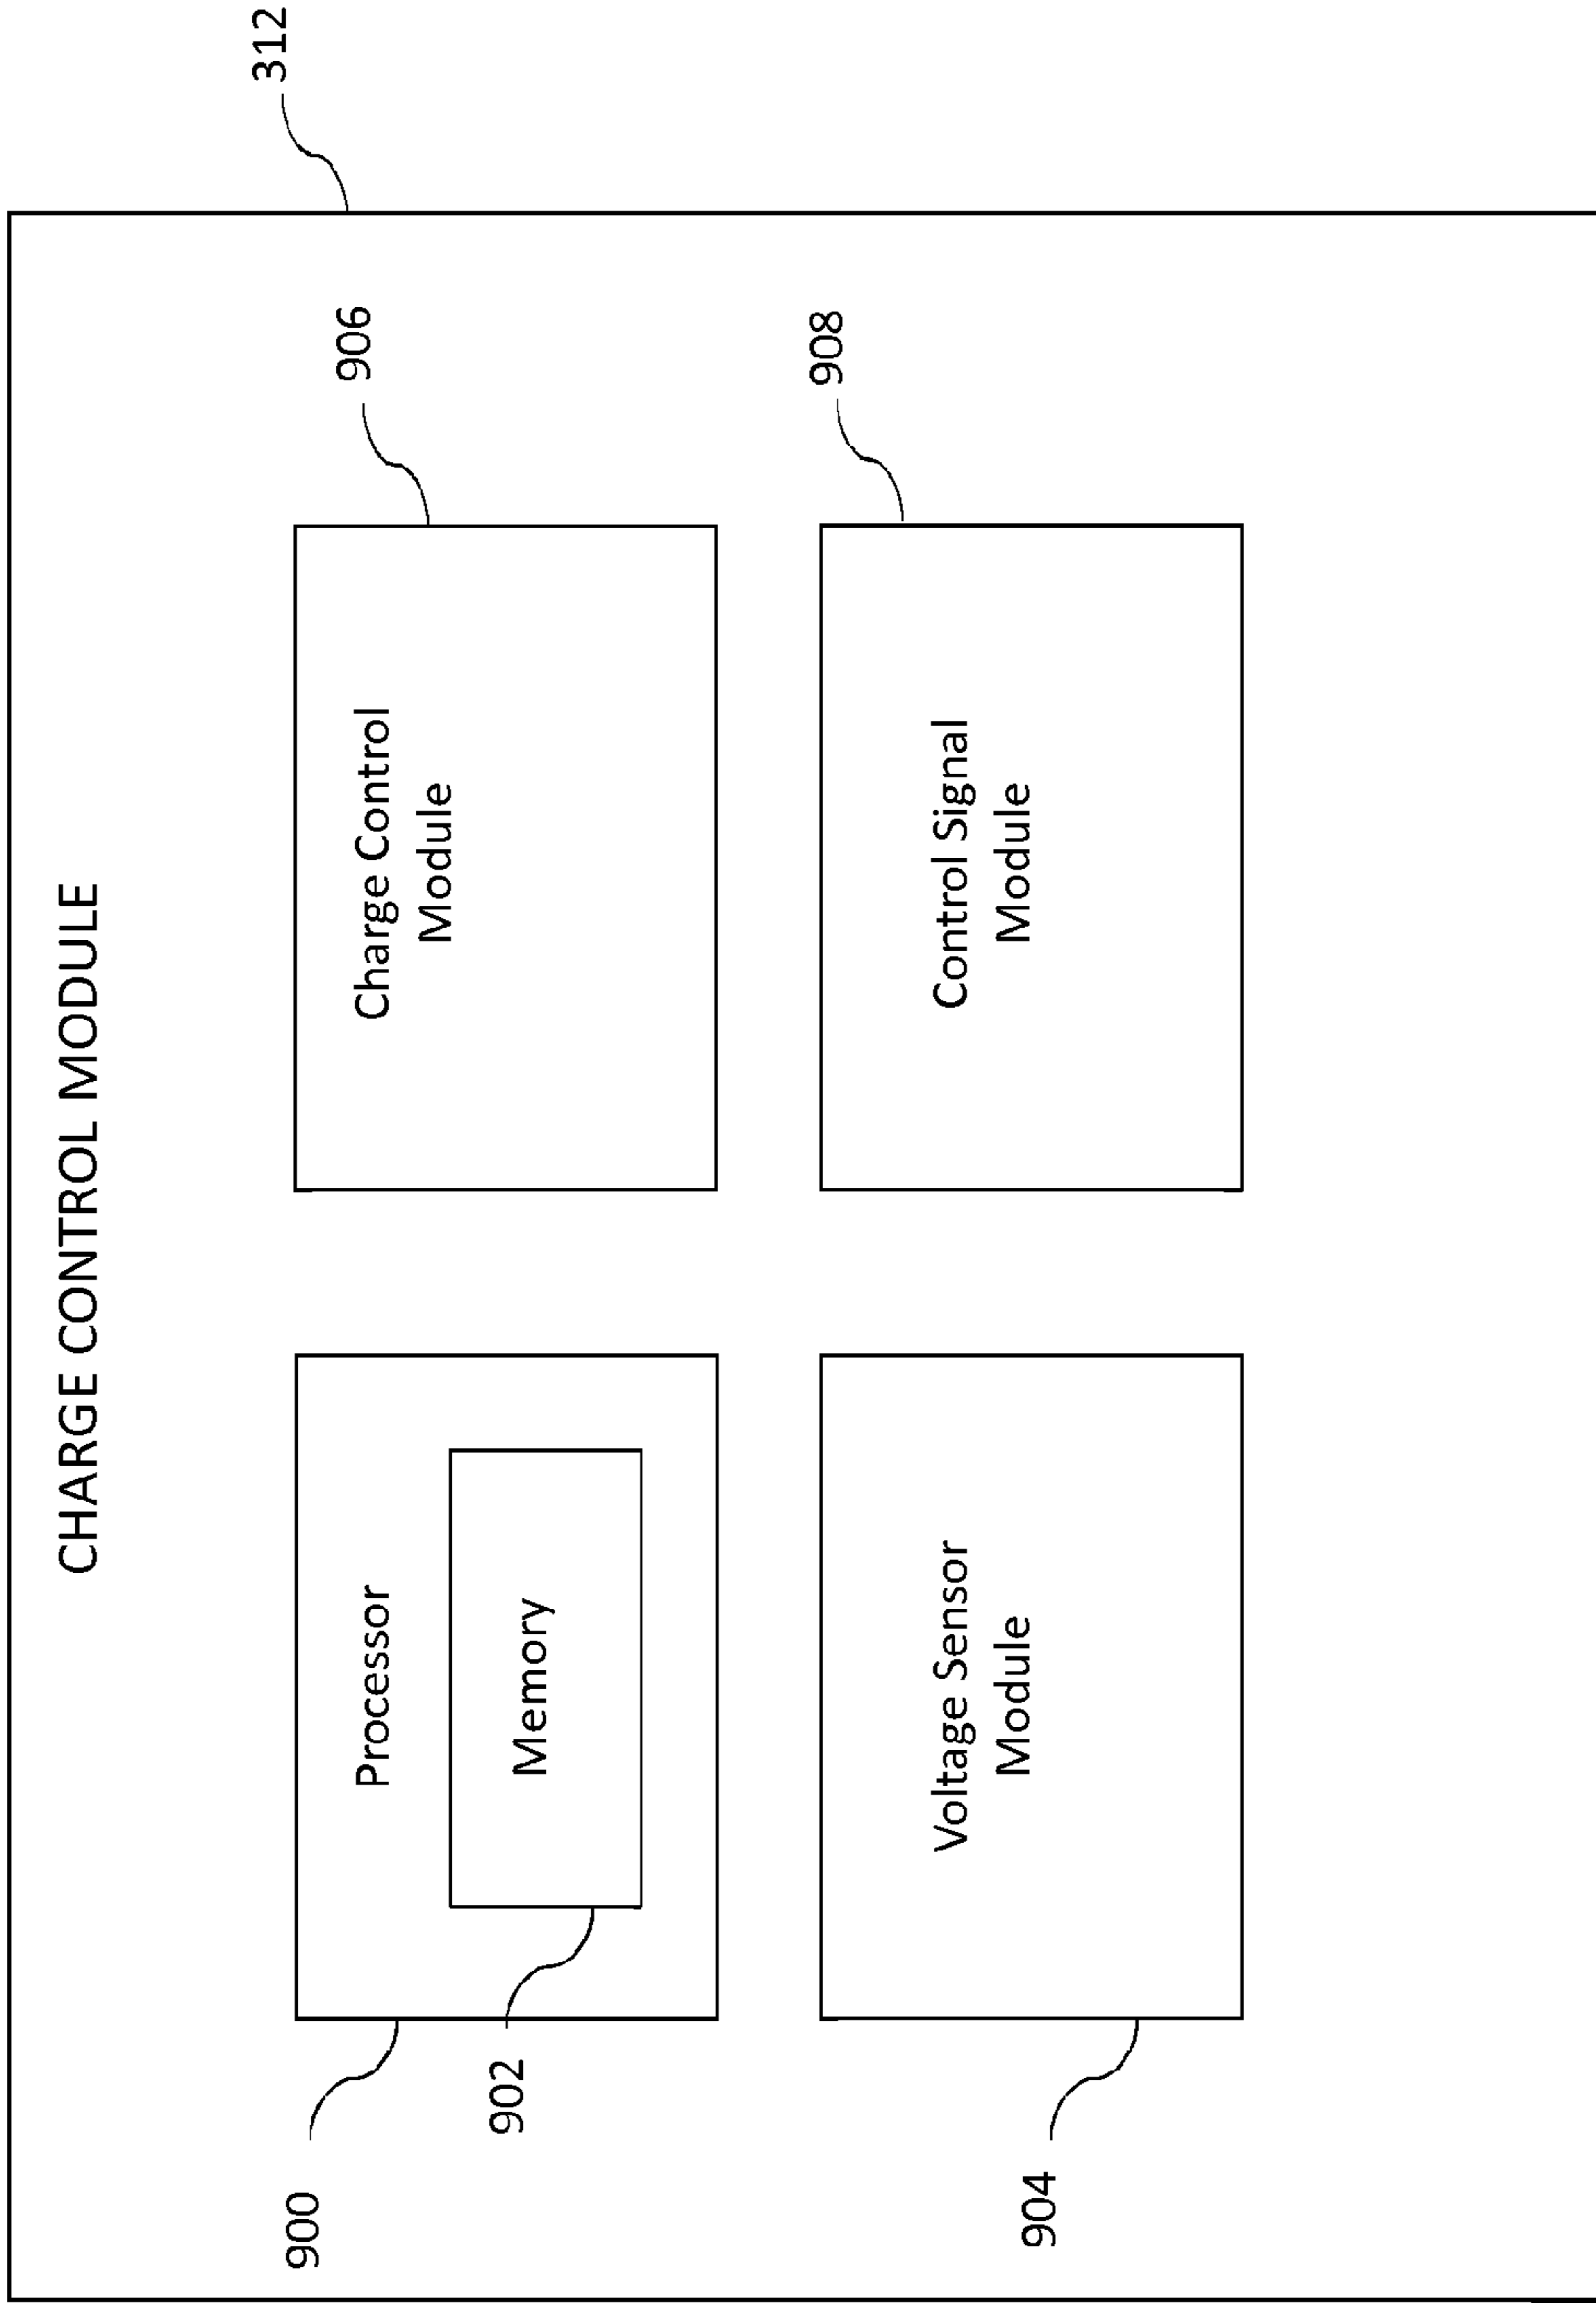 CHARGE CONTROL MODULE
312
900
Processor
902
Memory
906
Charge Control
Module
904
Voltage Sensor
Module
908
Control Signal
Module